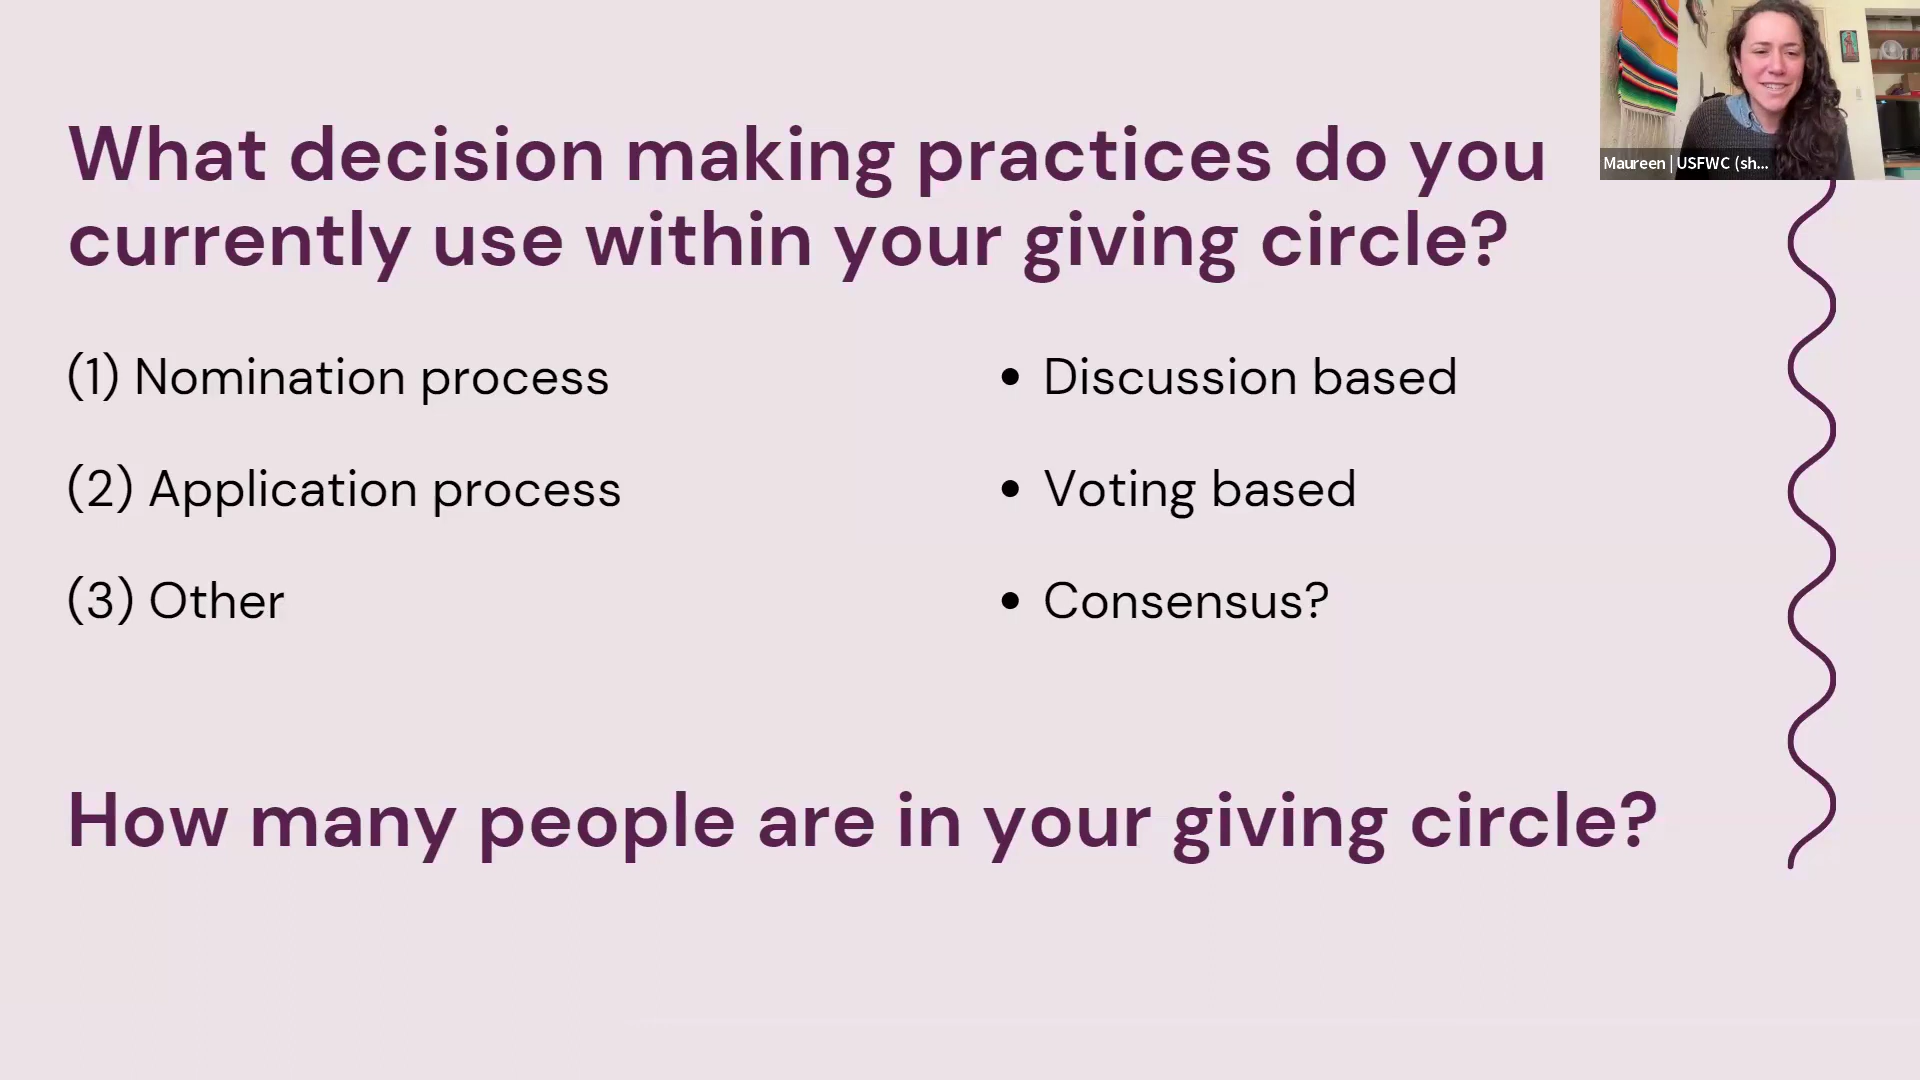 What decision making practices do you
currently use within your giving circle?
(1) Nomination process
(2) Application process
(3) Other
• Discussion based
• Voting based
• Consensus?
How many people are in your giving circle?
Maureen | USFWC (sh...